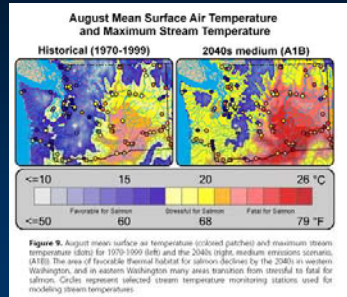 August Mean Surface Air Temperature
and Maximum Stream Temperature
Historical (1970-1999)
2040s medium (A1B)
<=10 15 20 26 °C
Favorable for Salmon Stressful for Salmon Fatal for Salmon
<=50 60 68 79 °F
Figure 9. August mean surface air temperature (colored patches) and maximum stream
temperature (dots) for 1970-1999 (left) and the 2040s (right, medium emissions scenario,
(A1B)). The area of favorable thermal habitat for salmon declines by the 2040s in western
Washington, and in eastern Washington many areas transition from stressful to fatal for
salmon. Circles represent selected stream temperature monitoring stations used for
modeling stream temperatures